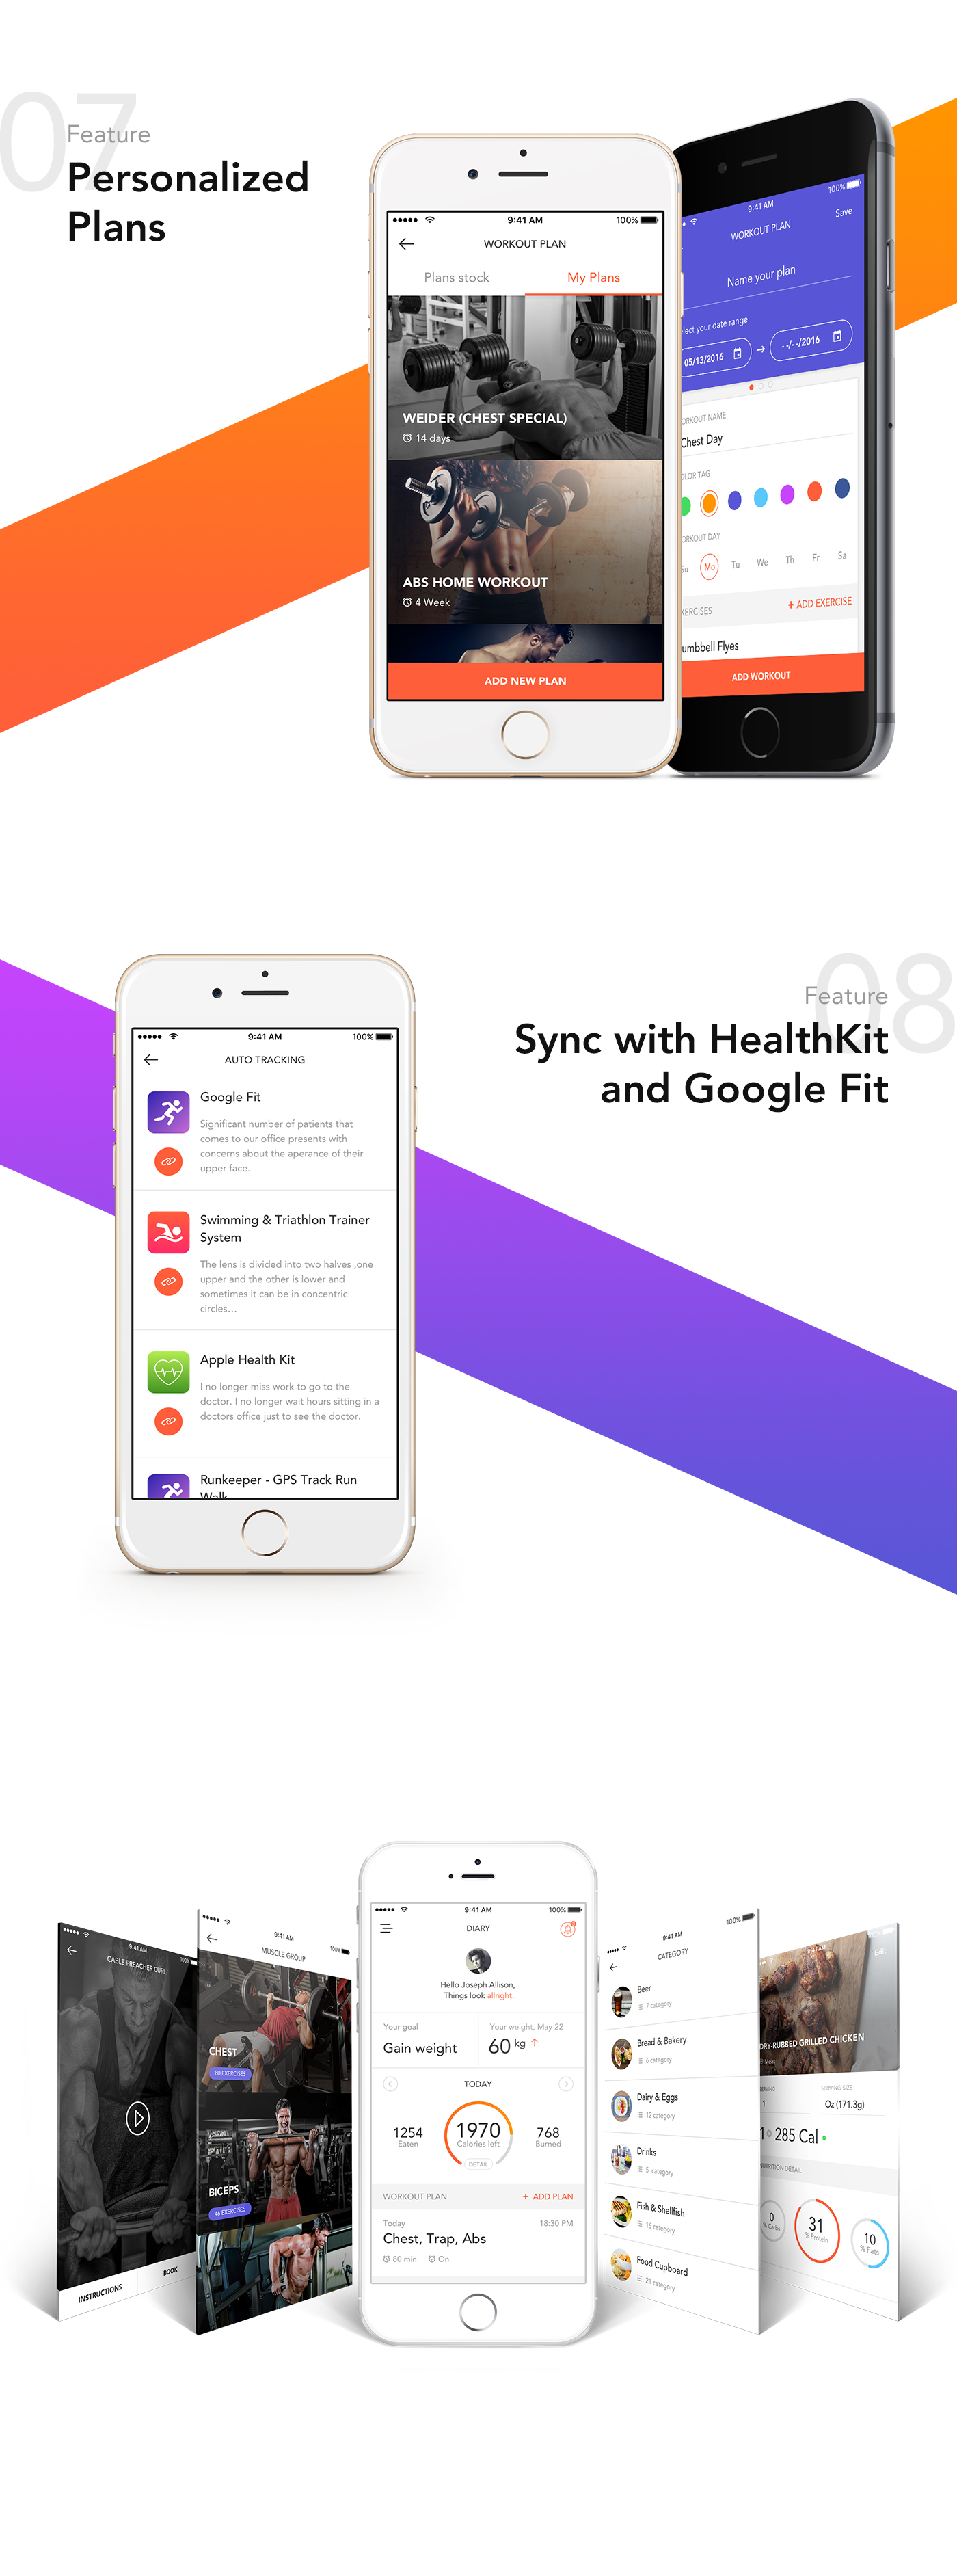 07
Feature
Personalized
Plans
9:41 AM
100%
WORKOUT PLAN
Plans stock
My Plans
WEIDER (CHEST SPECIAL)
14 days
ABS HOME WORKOUT
4 Week
ADD NEW PLAN
9:41 AM
100%
WORKOUT PLAN
Save
Name your plan
elect your date range
05/13/2016
- -/- -/2016
ORKOUT NAME
Chest Day
OLOR TAG
ORKOUT DAY
Su Mo Tu We Th Fr Sa
ERCISES
+ ADD EXERCISE
umbbell Flyes
ADD WORKOUT
08
Feature
Sync with HealthKit
and Google Fit
9:41 AM
100%
AUTO TRACKING
Google Fit
Significant number of patients that
comes to our office presents with
concerns about the aperance of their
upper face.
Swimming & Triathlon Trainer
System
The lens is divided into two halves ,one
upper and the other is lower and
sometimes it can be in concentric
circles...
Apple Health Kit
I no longer miss work to go to the
doctor. I no longer wait hours sitting in a
doctors office just to see the doctor.
Runkeeper - GPS Track Run
Walk
9:41 AM
100%
CABLE PREACHER CURL
INSTRUCTIONS
BOOK
9:41 AM
100%
MUSCLE GROUP
CHEST
80 EXERCISES
BICEPS
46 EXERCISES
9:41 AM
100%
DIARY
Hello Joseph Allison,
Things look allright.
Your goal
Gain weight
Your weight, May 22
60 kg
TODAY
1254
Eaten
1970
Calories left
DETAIL
768
Burned
WORKOUT PLAN
+ ADD PLAN
Today
18:30 PM
Chest, Trap, Abs
80 min
On
9:41 AM
100%
CATEGORY
Beer
7 category
Bread & Bakery
6 category
Dairy & Eggs
12 category
Drinks
5 category
Fish & Shellfish
16 category
Food Cupboard
21 category
Edit
DRY-RUBBED GRILLED CHICKEN
Meat
SERVING SIZE
1
Oz (171.3g)
285 Cal
NUTRITION DETAIL
0
% Carbs
31
% Protein
10
% Fats